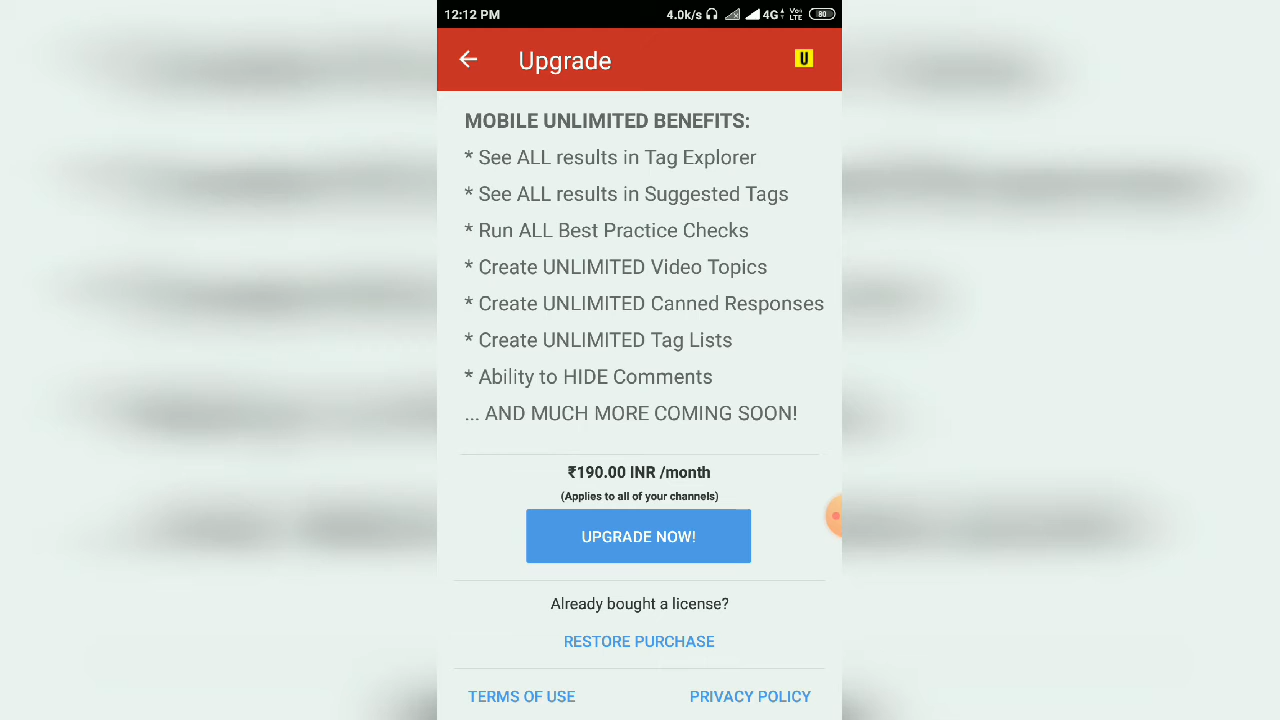 12:12 PM 4.0k/s 4G Vo LTE 80
Upgrade U
MOBILE UNLIMITED BENEFITS:
* See ALL results in Tag Explorer
* See ALL results in Suggested Tags
* Run ALL Best Practice Checks
* Create UNLIMITED Video Topics
* Create UNLIMITED Canned Responses
* Create UNLIMITED Tag Lists
* Ability to HIDE Comments
... AND MUCH MORE COMING SOON!
₹190.00 INR /month
(Applies to all of your channels)
UPGRADE NOW!
Already bought a license?
RESTORE PURCHASE
TERMS OF USE PRIVACY POLICY